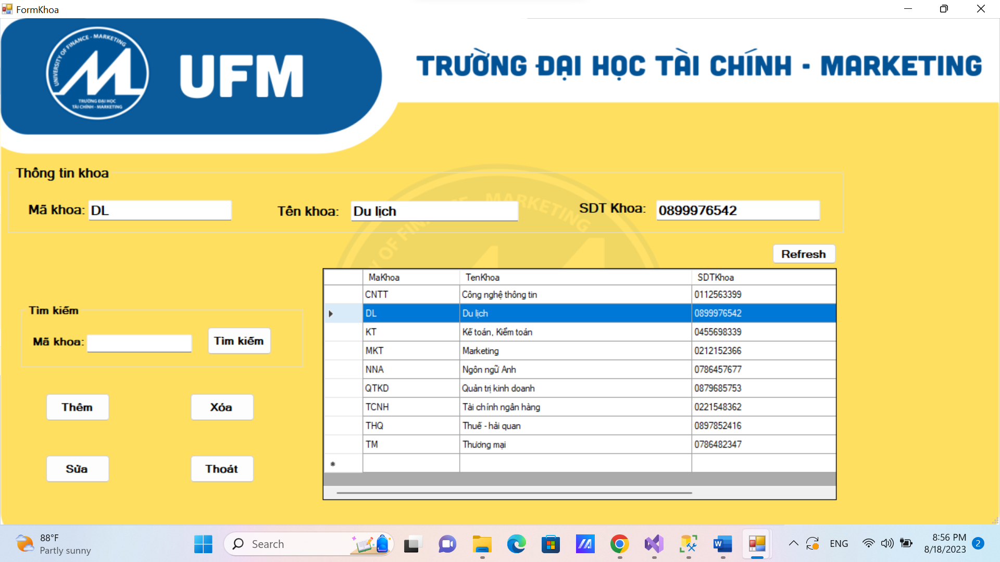 FormKhoa
UNIVERSITY OF FINANCE - MARKETING
TRƯỜNG ĐẠI HỌC
TÀI CHÍNH - MARKETING
UFM
TRƯỜNG ĐẠI HỌC TÀI CHÍNH - MARKETING
Thông tin khoa
Mã khoa: DL
Tên khoa: Du lịch
SDT Khoa: 0899976542
OF FINANCE - MARKETING
Refresh
MaKhoa TenKhoa SDTKhoa
CNTT Công nghệ thông tin 0112563399
DL Du lịch 0899976542
KT Kế toán, Kiểm toán 0455698339
MKT Marketing 0212152366
NNA Ngôn ngữ Anh 0786457677
QTKD Quản trị kinh doanh 0879685753
TCNH Tài chính ngân hàng 0221548362
THQ Thuế - hải quan 0897852416
TM Thương mại 0786482347
Tìm kiếm
Mã khoa:
Tìm kiếm
Thêm
Xóa
Sửa
Thoát
88°F
Partly sunny
Search
ENG
8:56 PM
8/18/2023
2